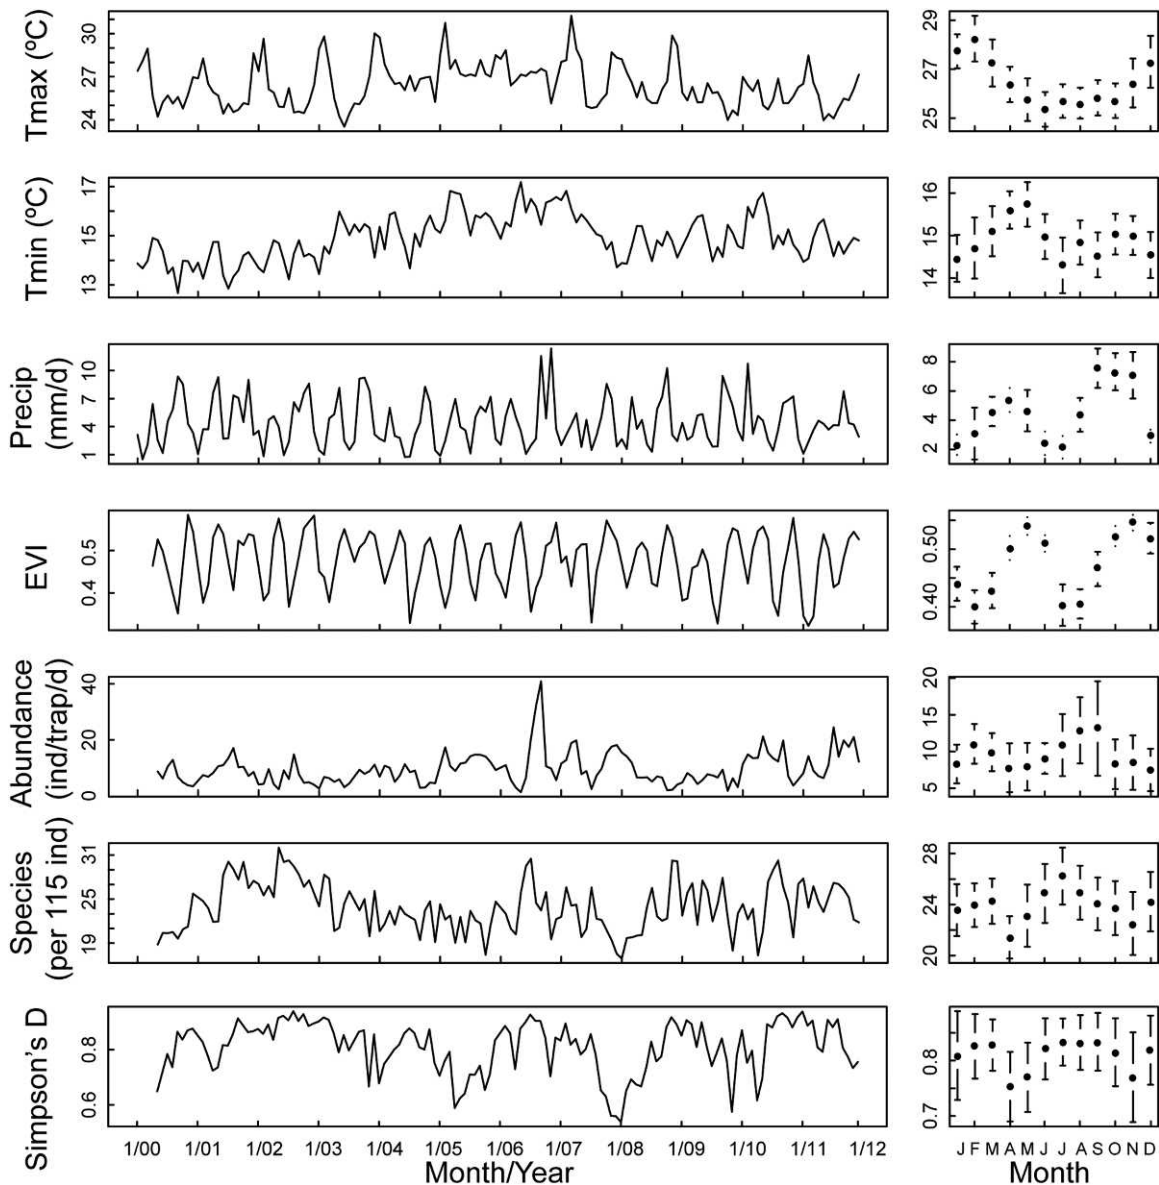 Tmax (ºC)
24 27 30
25 27 29
Tmin (ºC)
13 15 17
14 15 16
Precip
(mm/d)
1 4 7 10
2 4 6 8
EVI
0.4 0.5
0.40 0.50
Abundance
(ind/trap/d)
0 20 40
5 10 15 20
Species
(per 115 ind)
19 25 31
20 24 28
Simpson's D
0.6 0.8
0.7 0.8
1/00 1/01 1/02 1/03 1/04 1/05 1/06 1/07 1/08 1/09 1/10 1/11 1/12
J F M A M J J A S O N D
Month/Year
Month